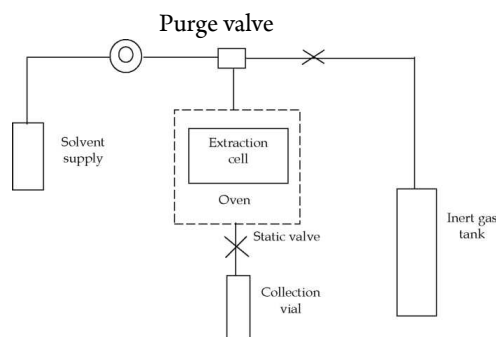 Purge valve
Solvent
supply
Extraction
cell
Oven
Static valve
Collection
vial
Inert gas
tank